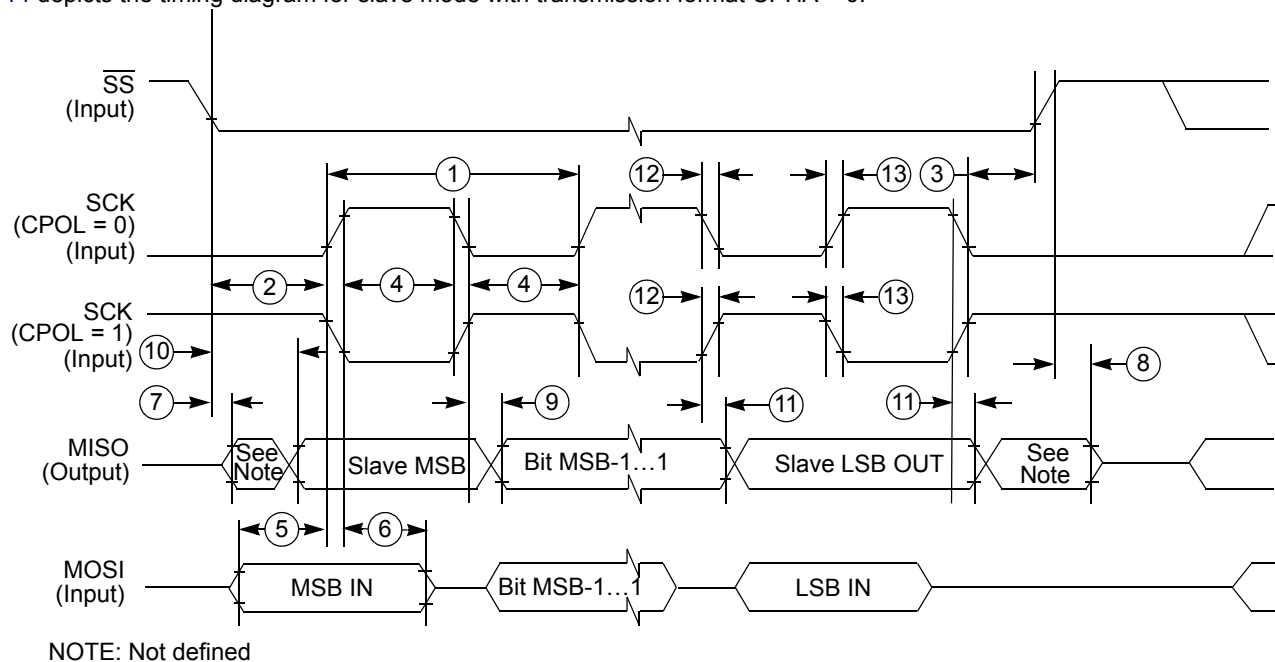 depicts the timing diagram for slave mode with transmission format CPHA = 0.
SS
(Input)
1
12
13
3
SCK
(CPOL = 0)
(Input)
2
4
4
SCK
(CPOL = 1)
(Input)
12
13
10
8
7
9
11
11
MISO
(Output)
See
Note
Slave MSB
Bit MSB-1…1
Slave LSB OUT
See
Note
5
6
MOSI
(Input)
MSB IN
Bit MSB-1…1
LSB IN
NOTE: Not defined